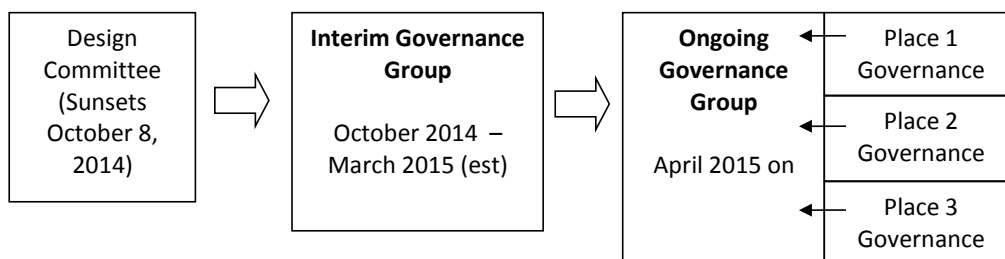 Design
Committee
(Sunsets
October 8,
2014)
Interim Governance
Group
October 2014  –
March 2015 (est)
Ongoing
Governance
Group
April 2015 on
Place 1
Governance
Place 2
Governance
Place 3
Governance